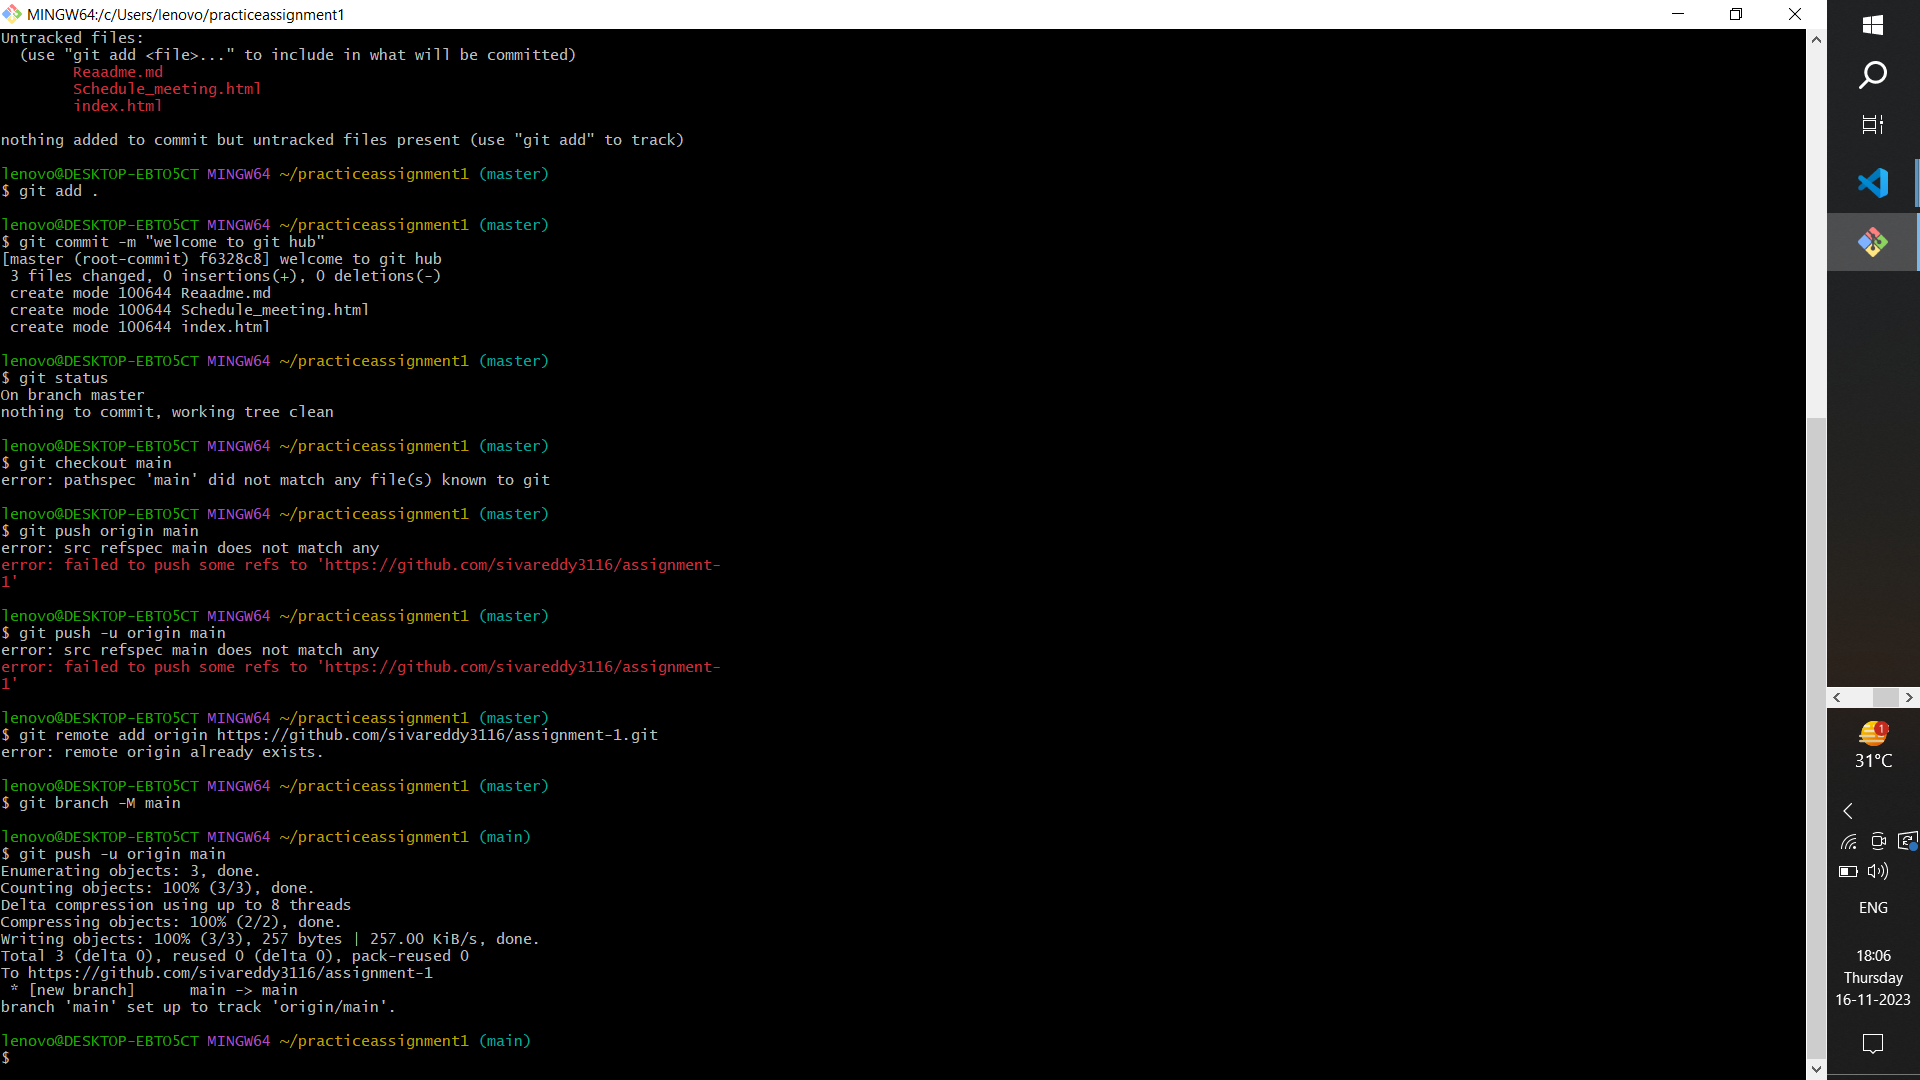 MINGW64:/c/Users/lenovo/practiceassignment1
Untracked files:
  (use "git add <file>..." to include in what will be committed)
        Reaadme.md
        Schedule_meeting.html
        index.html

nothing added to commit but untracked files present (use "git add" to track)

lenovo@DESKTOP-EBTO5CT MINGW64 ~/practiceassignment1 (master)
$ git add .

lenovo@DESKTOP-EBTO5CT MINGW64 ~/practiceassignment1 (master)
$ git commit -m "welcome to git hub"
[master (root-commit) f6328c8] welcome to git hub
 3 files changed, 0 insertions(+), 0 deletions(-)
 create mode 100644 Reaadme.md
 create mode 100644 Schedule_meeting.html
 create mode 100644 index.html

lenovo@DESKTOP-EBTO5CT MINGW64 ~/practiceassignment1 (master)
$ git status
On branch master
nothing to commit, working tree clean

lenovo@DESKTOP-EBTO5CT MINGW64 ~/practiceassignment1 (master)
$ git checkout main
error: pathspec 'main' did not match any file(s) known to git

lenovo@DESKTOP-EBTO5CT MINGW64 ~/practiceassignment1 (master)
$ git push origin main
error: src refspec main does not match any
error: failed to push some refs to 'https://github.com/sivareddy3116/assignment-
1'

lenovo@DESKTOP-EBTO5CT MINGW64 ~/practiceassignment1 (master)
$ git push -u origin main
error: src refspec main does not match any
error: failed to push some refs to 'https://github.com/sivareddy3116/assignment-
1'

lenovo@DESKTOP-EBTO5CT MINGW64 ~/practiceassignment1 (master)
$ git remote add origin https://github.com/sivareddy3116/assignment-1.git
error: remote origin already exists.

lenovo@DESKTOP-EBTO5CT MINGW64 ~/practiceassignment1 (master)
$ git branch -M main

lenovo@DESKTOP-EBTO5CT MINGW64 ~/practiceassignment1 (main)
$ git push -u origin main
Enumerating objects: 3, done.
Counting objects: 100% (3/3), done.
Delta compression using up to 8 threads
Compressing objects: 100% (2/2), done.
Writing objects: 100% (3/3), 257 bytes | 257.00 KiB/s, done.
Total 3 (delta 0), reused 0 (delta 0), pack-reused 0
To https://github.com/sivareddy3116/assignment-1
 * [new branch]      main -> main
branch 'main' set up to track 'origin/main'.

lenovo@DESKTOP-EBTO5CT MINGW64 ~/practiceassignment1 (main)
$
1
31°C
ENG
18:06
Thursday
16-11-2023